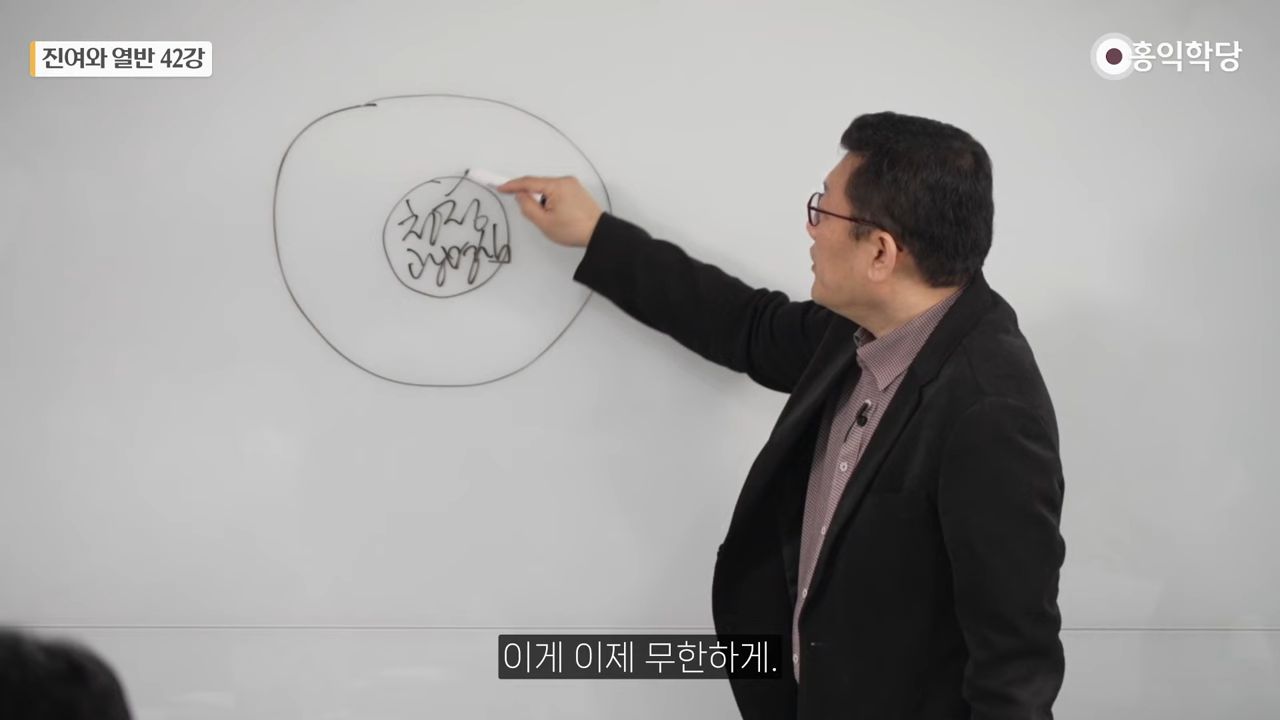 진여와 열반 42강
홍익학당
이게 이제 무한하게.